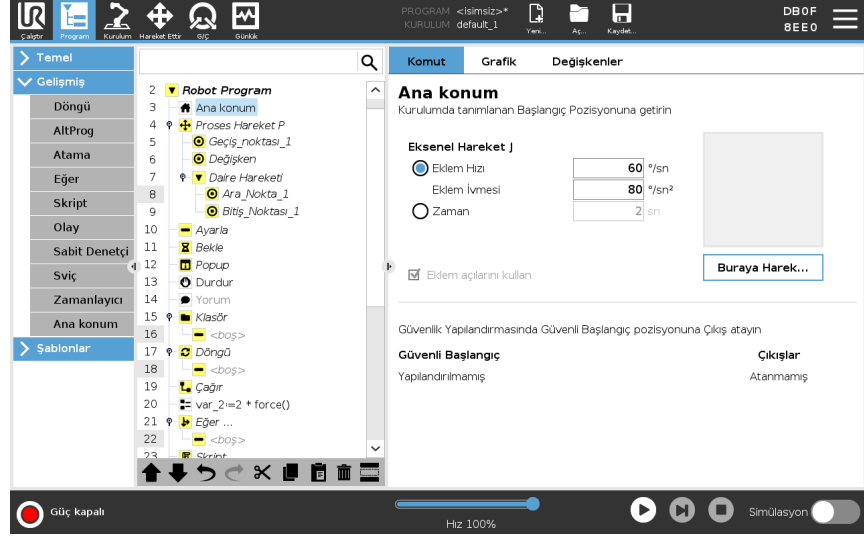 PROGRAM <isimsiz>*
KURULUM default_1
DB0F
8EE0
Çalıştır Program Kurulum Hareket Ettir G/Ç Günlük
Yeni... Aç... Kaydet...
Temel
Gelişmiş
Döngü
AltProg
Atama
Eğer
Skript
Olay
Sabit Denetçi
Sviç
Zamanlayıcı
Ana konum
Şablonlar
2 Robot Program
3 Ana konum
4 Proses Hareket P
5 Geçiş_noktası_1
6 Değişken
7 Daire Hareketi
8 Ara_Nokta_1
9 Bitiş_Noktası_1
10 Ayarla
11 Bekle
12 Popup
13 Durdur
14 Yorum
15 Klasör
16 <boş>
17 Döngü
18 <boş>
19 Çağır
20 var_2:=2 * force()
21 Eğer ...
22 <boş>
23 Skript
Komut Grafik Değişkenler
Ana konum
Kurulumda tanımlanan Başlangıç Pozisyonuna getirin
Eksenel Hareket J
Eklem Hızı 60 °/sn
Eklem İvmesi 80 °/sn²
Zaman 2 sn
Eklem açılarını kullan
Buraya Harek...
Güvenlik Yapılandırmasında Güvenli Başlangıç pozisyonuna Çıkış atayın
Güvenli Başlangıç Çıkışlar
Yapılandırılmamış Atanmamış
Güç kapalı
Hız 100%
Simülasyon